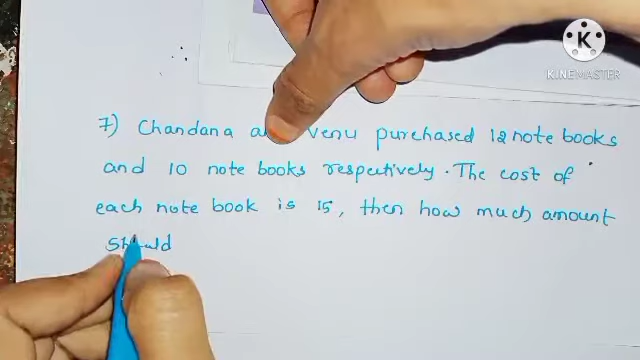 KINEMASTER
7) Chandana a Venu purchased 12 note books
and 10 note books respectively. The cost of
each note book is 15, then how much amount
should